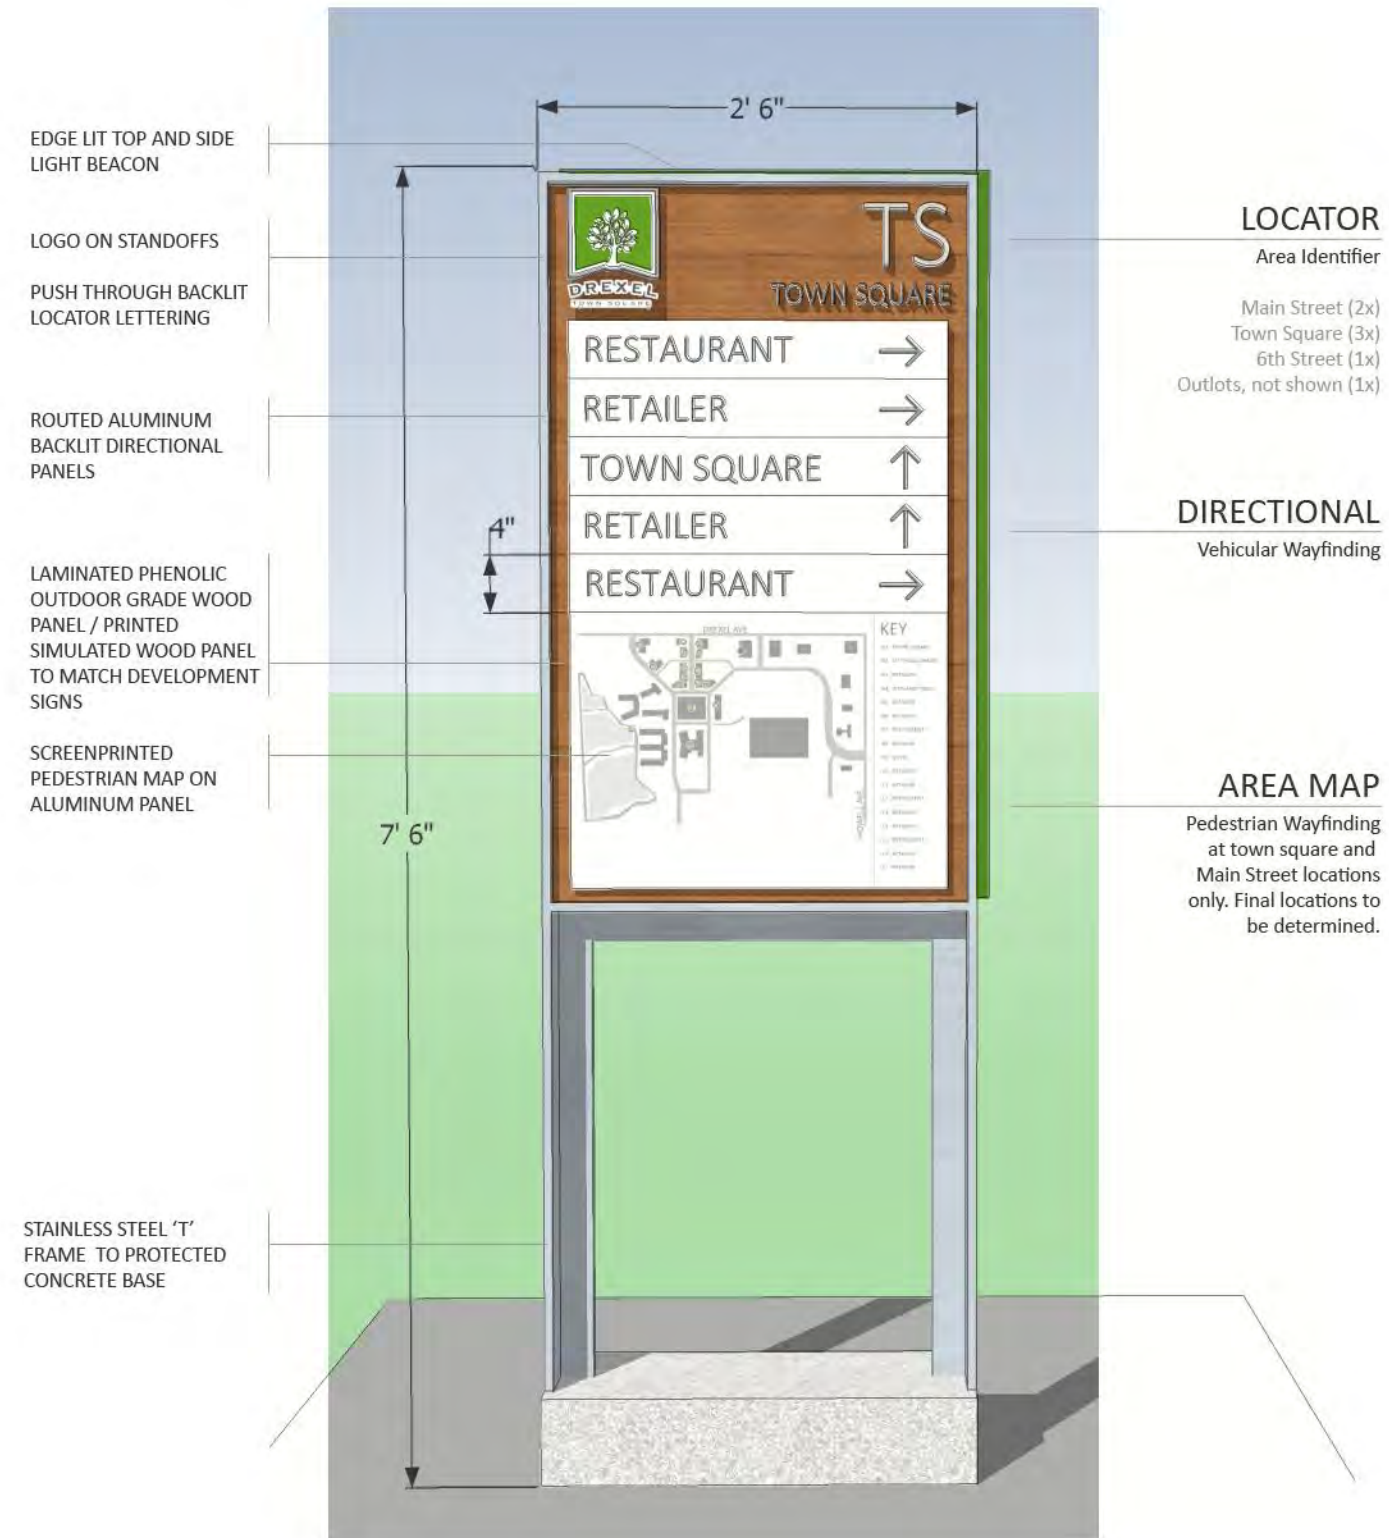 2' 6"
EDGE LIT TOP AND SIDE
LIGHT BEACON
LOGO ON STANDOFFS
PUSH THROUGH BACKLIT
LOCATOR LETTERING
ROUTED ALUMINUM
BACKLIT DIRECTIONAL
PANELS
LAMINATED PHENOLIC
OUTDOOR GRADE WOOD
PANEL / PRINTED
SIMULATED WOOD PANEL
TO MATCH DEVELOPMENT
SIGNS
SCREENPRINTED
PEDESTRIAN MAP ON
ALUMINUM PANEL
STAINLESS STEEL ‘T’
FRAME TO PROTECTED
CONCRETE BASE
7' 6"
4"
DREXEL
TOWN SQUARE
TS
TOWN SQUARE
RESTAURANT →
RETAILER →
TOWN SQUARE ↑
RETAILER ↑
RESTAURANT →
DREXEL AVE
KEY
LOCATOR
Area Identifier
Main Street (2x)
Town Square (3x)
6th Street (1x)
Outlots, not shown (1x)
DIRECTIONAL
Vehicular Wayfinding
AREA MAP
Pedestrian Wayfinding
at town square and
Main Street locations
only. Final locations to
be determined.